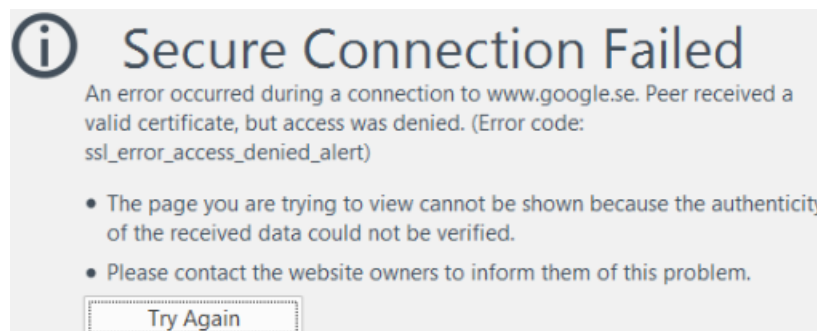 Secure Connection Failed
An error occurred during a connection to www.google.se. Peer received a
valid certificate, but access was denied. (Error code:
ssl_error_access_denied_alert)
• The page you are trying to view cannot be shown because the authenticity
of the received data could not be verified.
• Please contact the website owners to inform them of this problem.
Try Again